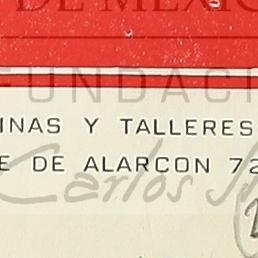 DE MEXICO
FUNDACI
INAS Y TALLERES
E DE ALARCON 72
Carlos